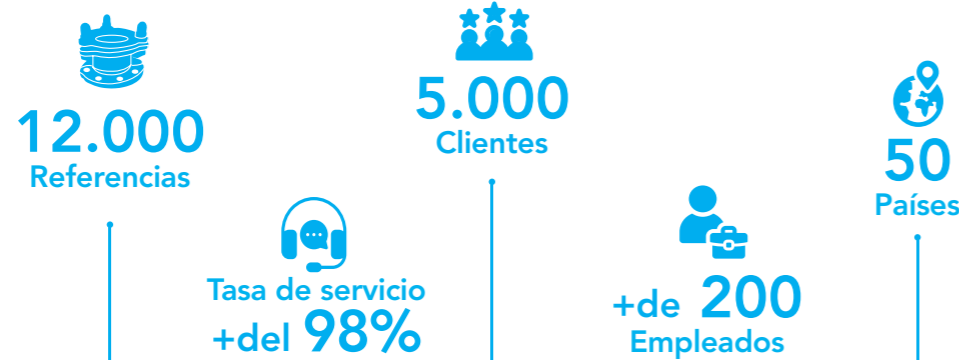 12.000
Referencias
Tasa de servicio
+del 98%
5.000
Clientes
+de 200
Empleados
50
Países